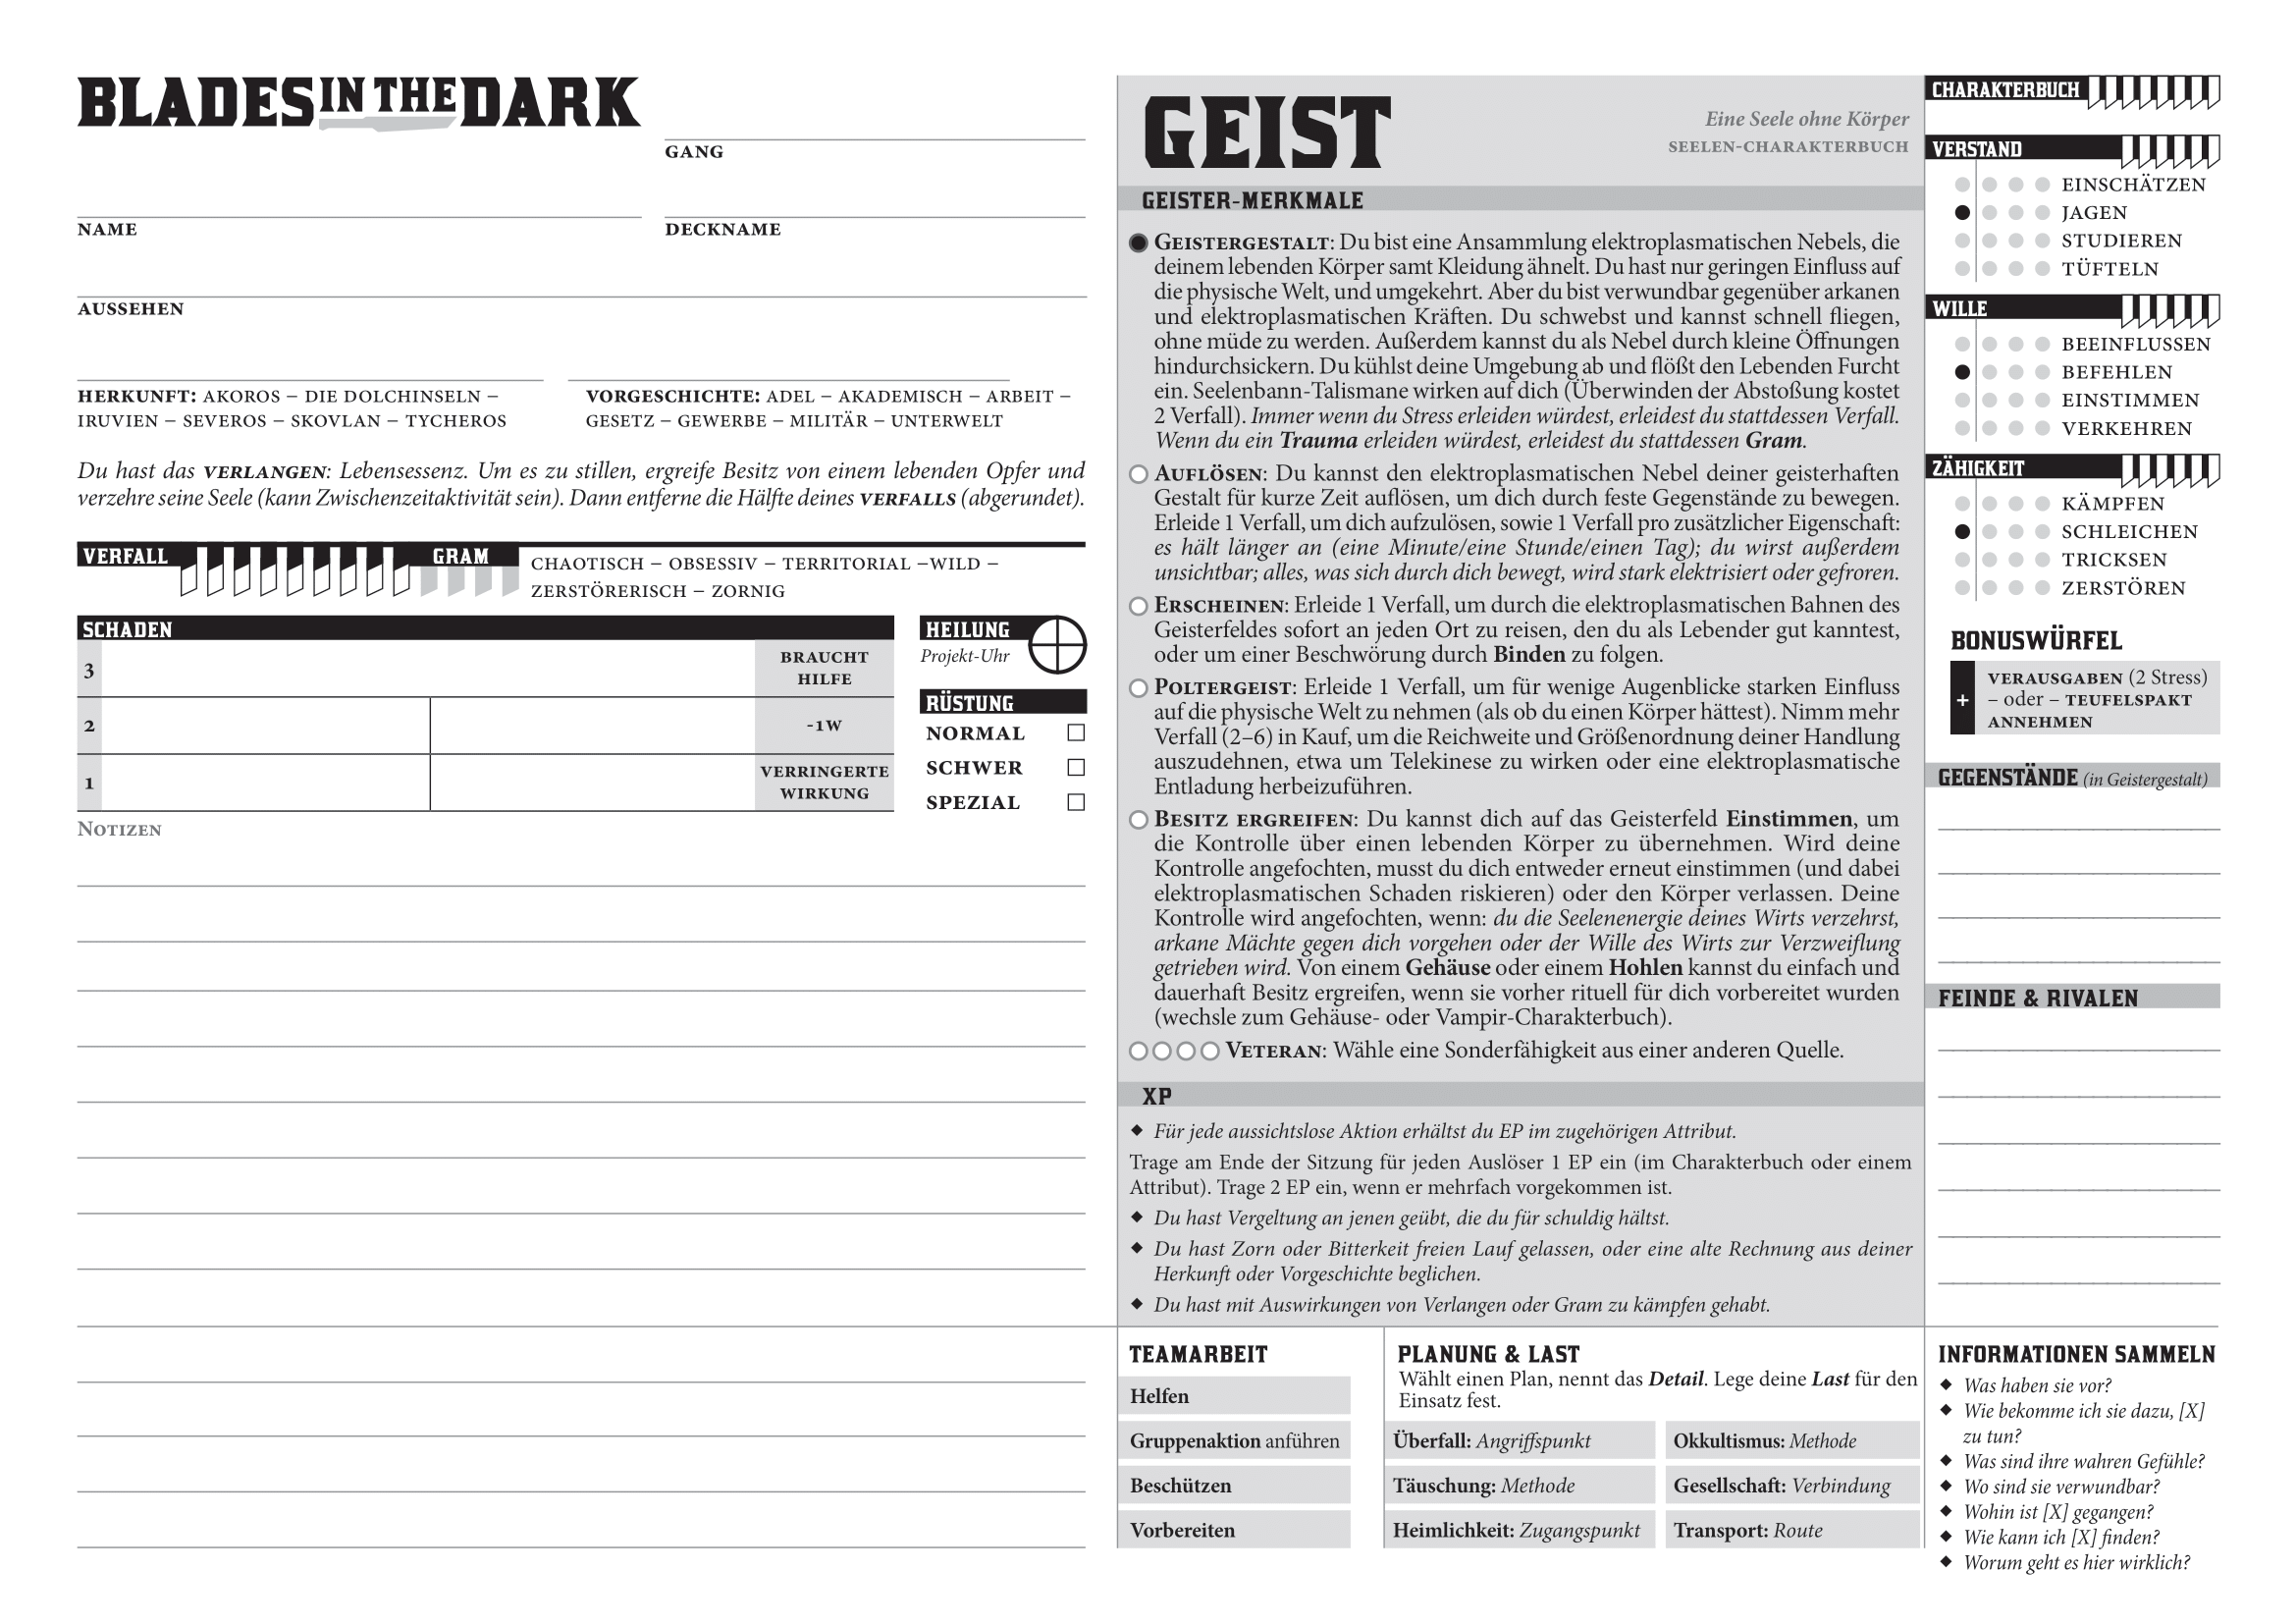 BLADES IN THE DARK
GANG
NAME
DECKNAME
AUSSEHEN
HERKUNFT: AKOROS – DIE DOLCHINSELN –
IRUVIEN – SEVEROS – SKOVLAN – TYCHEROS
VORGESCHICHTE: ADEL – AKADEMISCH – ARBEIT –
GESETZ – GEWERBE – MILITÄR – UNTERWELT
Du hast das VERLANGEN: Lebensessenz. Um es zu stillen, ergreife Besitz von einem lebenden Opfer und
verzehre seine Seele (kann Zwischenzeitaktivität sein). Dann entferne die Hälfte deines VERFALLS (abgerundet).
VERFALL
GRAM
CHAOTISCH – OBSESSIV – TERRITORIAL –WILD –
ZERSTÖRERISCH – ZORNIG
SCHADEN
3
BRAUCHT
HILFE
2
-1W
1
VERRINGERTE
WIRKUNG
HEILUNG
Projekt-Uhr
RÜSTUNG
NORMAL
SCHWER
SPEZIAL
NOTIZEN
GEIST
Eine Seele ohne Körper
SEELEN-CHARAKTERBUCH
GEISTER-MERKMALE
GEISTERGESTALT: Du bist eine Ansammlung elektroplasmatischen Nebels, die
deinem lebenden Körper samt Kleidung ähnelt. Du hast nur geringen Einfluss auf
die physische Welt, und umgekehrt. Aber du bist verwundbar gegenüber arkanen
und elektroplasmatischen Kräften. Du schwebst und kannst schnell fliegen,
ohne müde zu werden. Außerdem kannst du als Nebel durch kleine Öffnungen
hindurchsickern. Du kühlst deine Umgebung ab und flößt den Lebenden Furcht
ein. Seelenbann-Talismane wirken auf dich (Überwinden der Abstoßung kostet
2 Verfall). Immer wenn du Stress erleiden würdest, erleidest du stattdessen Verfall.
Wenn du ein Trauma erleiden würdest, erleidest du stattdessen Gram.
AUFLÖSEN: Du kannst den elektroplasmatischen Nebel deiner geisterhaften
Gestalt für kurze Zeit auflösen, um dich durch feste Gegenstände zu bewegen.
Erleide 1 Verfall, um dich aufzulösen, sowie 1 Verfall pro zusätzlicher Eigenschaft:
es hält länger an (eine Minute/eine Stunde/einen Tag); du wirst außerdem
unsichtbar; alles, was sich durch dich bewegt, wird stark elektrisiert oder gefroren.
ERSCHEINEN: Erleide 1 Verfall, um durch die elektroplasmatischen Bahnen des
Geisterfeldes sofort an jeden Ort zu reisen, den du als Lebender gut kanntest,
oder um einer Beschwörung durch Binden zu folgen.
POLTERGEIST: Erleide 1 Verfall, um für wenige Augenblicke starken Einfluss
auf die physische Welt zu nehmen (als ob du einen Körper hättest). Nimm mehr
Verfall (2–6) in Kauf, um die Reichweite und Größenordnung deiner Handlung
auszudehnen, etwa um Telekinese zu wirken oder eine elektroplasmatische
Entladung herbeizuführen.
BESITZ ERGREIFEN: Du kannst dich auf das Geisterfeld Einstimmen, um
die Kontrolle über einen lebenden Körper zu übernehmen. Wird deine
Kontrolle angefochten, musst du dich entweder erneut einstimmen (und dabei
elektroplasmatischen Schaden riskieren) oder den Körper verlassen. Deine
Kontrolle wird angefochten, wenn: du die Seelenenergie deines Wirts verzehrst,
arkane Mächte gegen dich vorgehen oder der Wille des Wirts zur Verzweiflung
getrieben wird. Von einem Gehäuse oder einem Hohlen kannst du einfach und
dauerhaft Besitz ergreifen, wenn sie vorher rituell für dich vorbereitet wurden
(wechsle zum Gehäuse- oder Vampir-Charakterbuch).
VETERAN: Wähle eine Sonderfähigkeit aus einer anderen Quelle.
XP
◆ Für jede aussichtslose Aktion erhältst du EP im zugehörigen Attribut.
Trage am Ende der Sitzung für jeden Auslöser 1 EP ein (im Charakterbuch oder einem
Attribut). Trage 2 EP ein, wenn er mehrfach vorgekommen ist.
◆ Du hast Vergeltung an jenen geübt, die du für schuldig hältst.
◆ Du hast Zorn oder Bitterkeit freien Lauf gelassen, oder eine alte Rechnung aus deiner
Herkunft oder Vorgeschichte beglichen.
◆ Du hast mit Auswirkungen von Verlangen oder Gram zu kämpfen gehabt.
TEAMARBEIT
Helfen
Gruppenaktion anführen
Beschützen
Vorbereiten
PLANUNG & LAST
Wählt einen Plan, nennt das Detail. Lege deine Last für den
Einsatz fest.
Überfall: Angriffspunkt
Okkultismus: Methode
Täuschung: Methode
Gesellschaft: Verbindung
Heimlichkeit: Zugangspunkt
Transport: Route
CHARAKTERBUCH
VERSTAND
EINSCHÄTZEN
JAGEN
STUDIEREN
TÜFTELN
WILLE
BEEINFLUSSEN
BEFEHLEN
EINSTIMMEN
VERKEHREN
ZÄHIGKEIT
KÄMPFEN
SCHLEICHEN
TRICKSEN
ZERSTÖREN
BONUSWÜRFEL
+
VERAUSGABEN (2 Stress)
– oder – TEUFELSPAKT
ANNEHMEN
GEGENSTÄNDE (in Geistergestalt)
FEINDE & RIVALEN
INFORMATIONEN SAMMELN
◆ Was haben sie vor?
◆ Wie bekomme ich sie dazu, [X]
zu tun?
◆ Was sind ihre wahren Gefühle?
◆ Wo sind sie verwundbar?
◆ Wohin ist [X] gegangen?
◆ Wie kann ich [X] finden?
◆ Worum geht es hier wirklich?